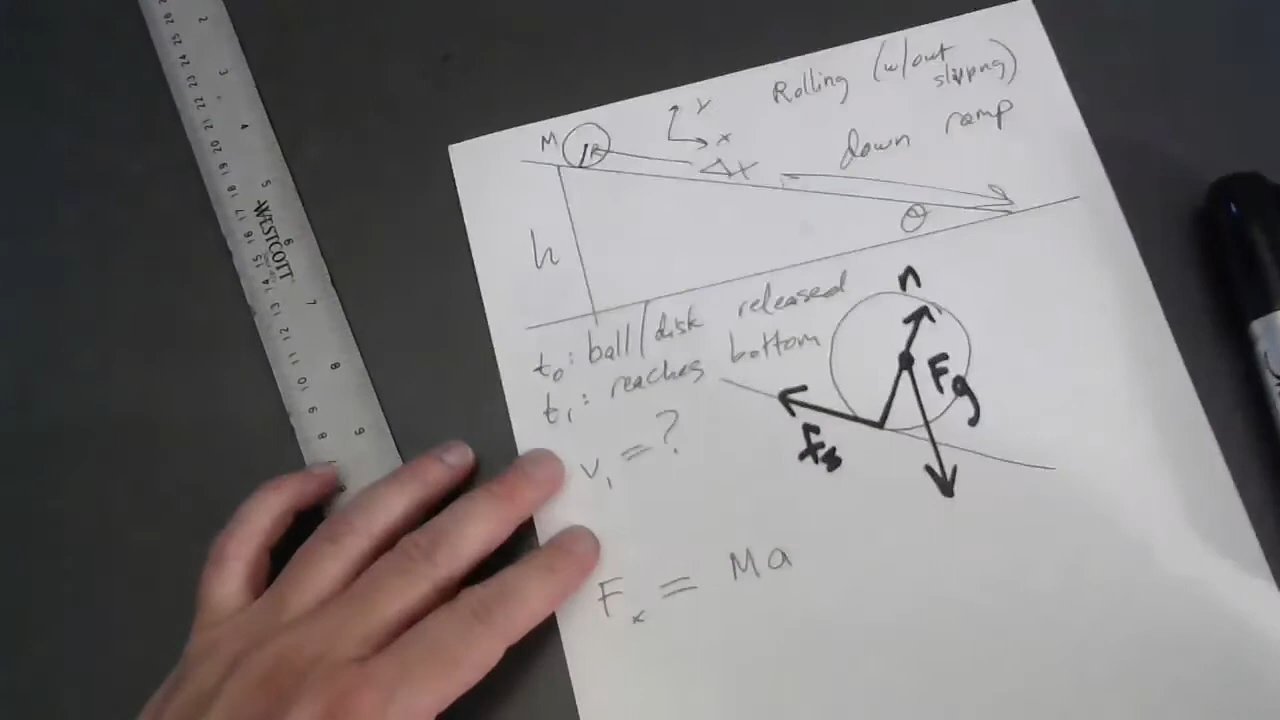 Rolling (w/out
slipping)
down ramp
M
R
y
x
Δx
θ
h
t₀: ball/disk released
t₁: reaches bottom
v₁ = ?
n
Fg
fs
Fₓ = Ma
WESTCOTT